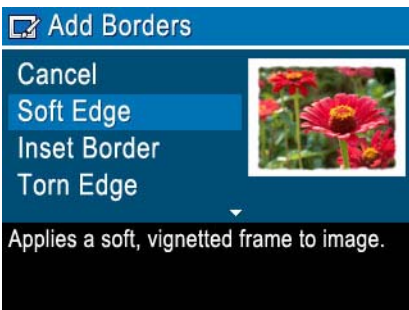 Add Borders
Cancel
Soft Edge
Inset Border
Torn Edge
Applies a soft, vignetted frame to image.